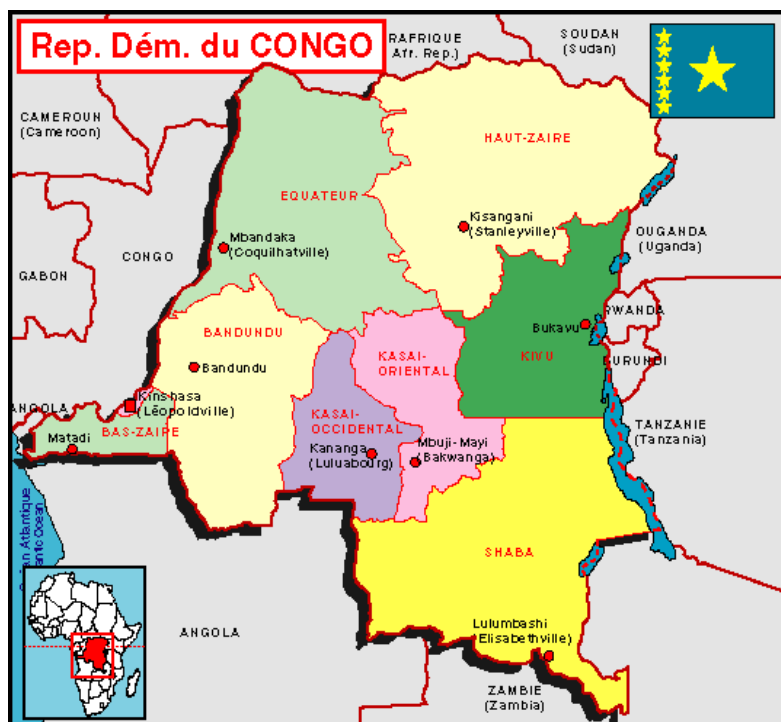 Rep. Dém. du CONGO
RAFRIQUE
Afr. Rep.)
SOUDAN
(Sudan)
CAMEROUN
(Cameroon)
HAUT-ZAIRE
EQUATEUR
Kisangani
(Stanleyville)
OUGANDA
(Uganda)
Mbandaka
(Coquilhatville)
CONGO
GABON
RWANDA
Bukavu
BANDUNDU
KASAI-
ORIENTAL
KIVU
BURUNDI
Bandundu
Kinshasa
(Léopoldville)
ANGOLA
KASAI-
OCCIDENTAL
TANZANIE
(Tanzania)
BAS-ZAIRE
Matadi
Kananga
(Luluabourg)
Mbuji-Mayi
(Bakwanga)
Atlantique
Ocean
SHABA
ANGOLA
Lulumbashi
Elisabethville)
ZAMBIE
(Zambia)